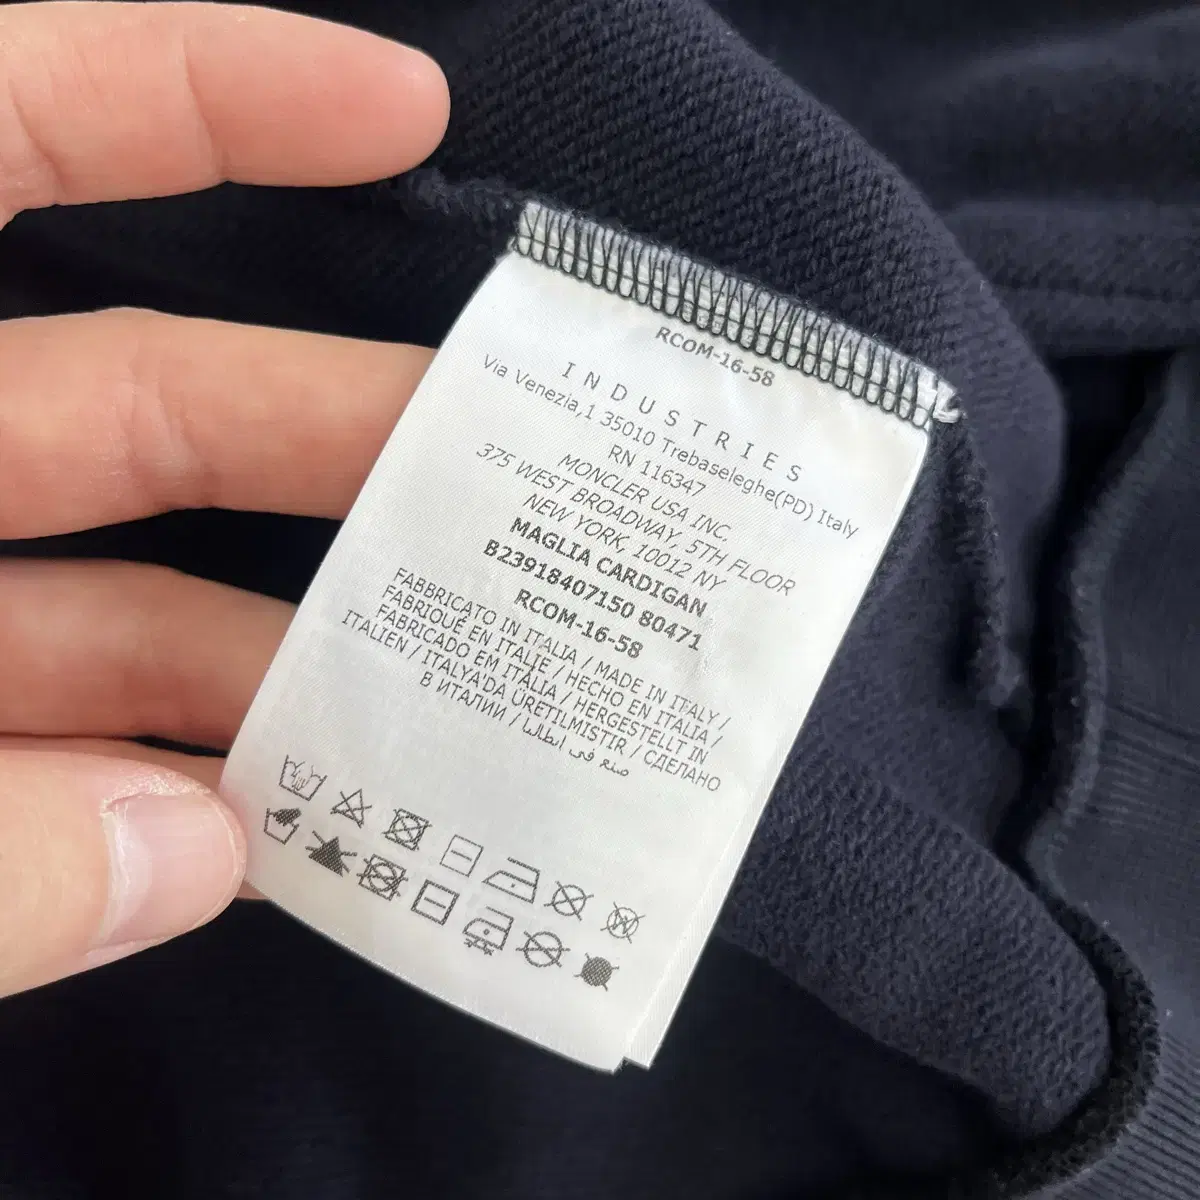 RCOM-16-58
INDUSTRIES
Via Venezia,1 35010 Trebaseleghe(PD) Italy
RN 116347
MONCLER USA INC.
375 WEST BROADWAY, 5TH FLOOR
NEW YORK, 10012 NY
MAGLIA CARDIGAN
B23918407150 80471
RCOM-16-58
FABBRICATO IN ITALIA / MADE IN ITALY /
FABRIQUÉ EN ITALIE / HECHO EN ITALIA /
FABRICADO EM ITÁLIA / HERGESTELLT IN
ITALIEN / ITALYA'DA ÜRETILMISTIR / СДЕЛАНО
В ИТАЛИИ / صنع في ايطاليا